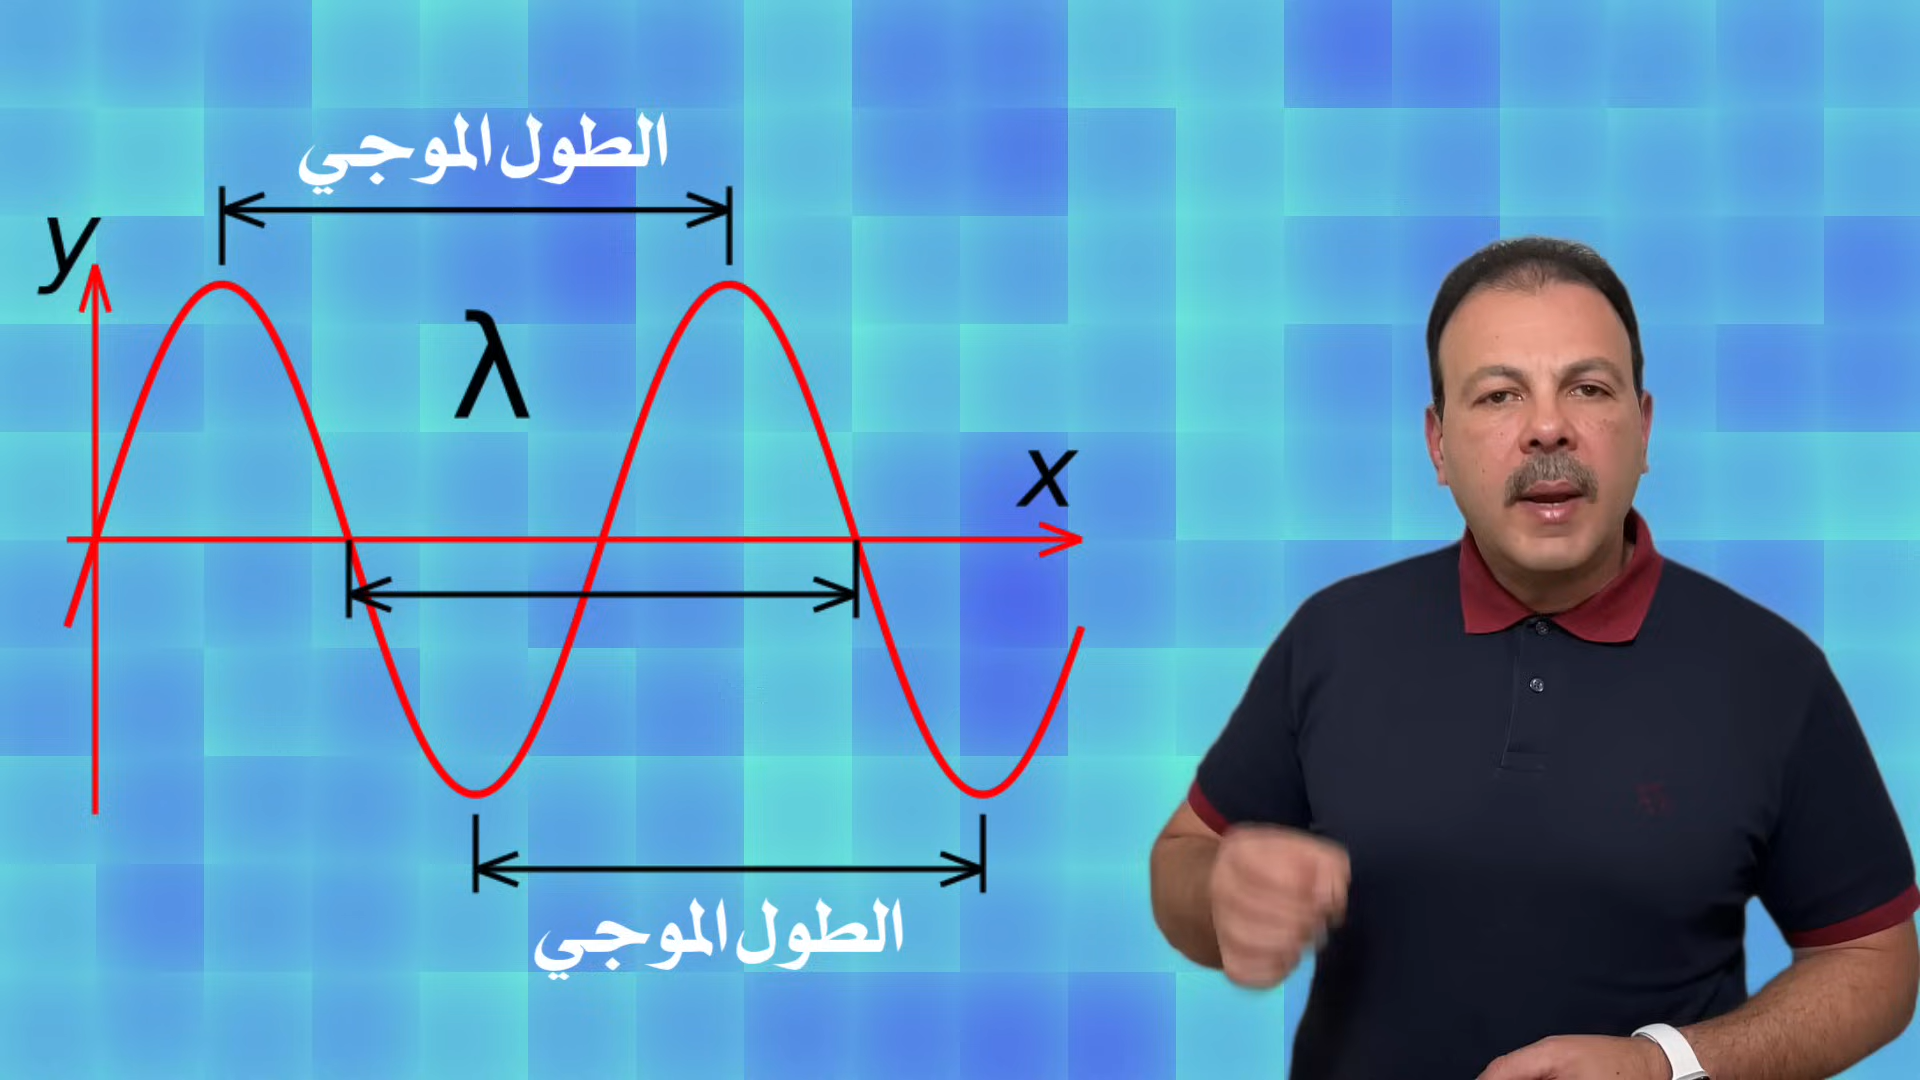 الطول الموجي
y
λ
x
الطول الموجي